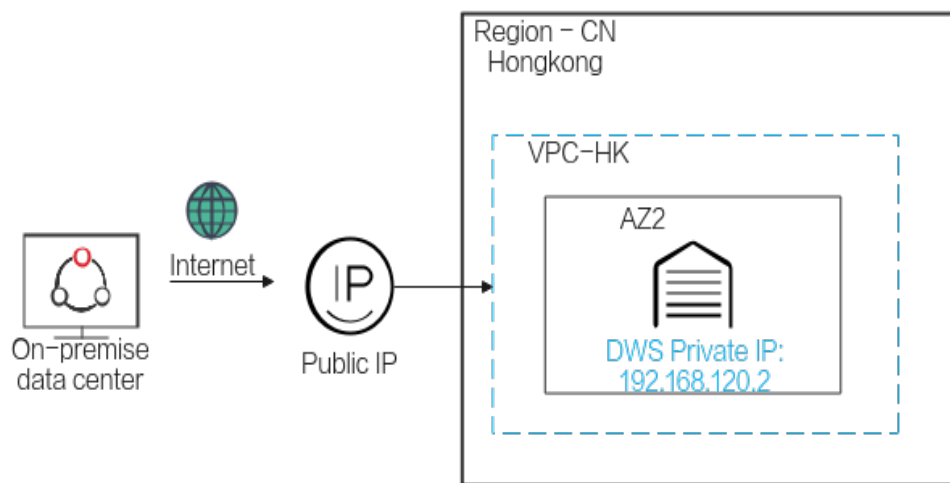 Region - CN
Hongkong
VPC-HK
AZ2
Internet
IP
On-premise
data center
Public IP
DWS Private IP:
192.168.120.2